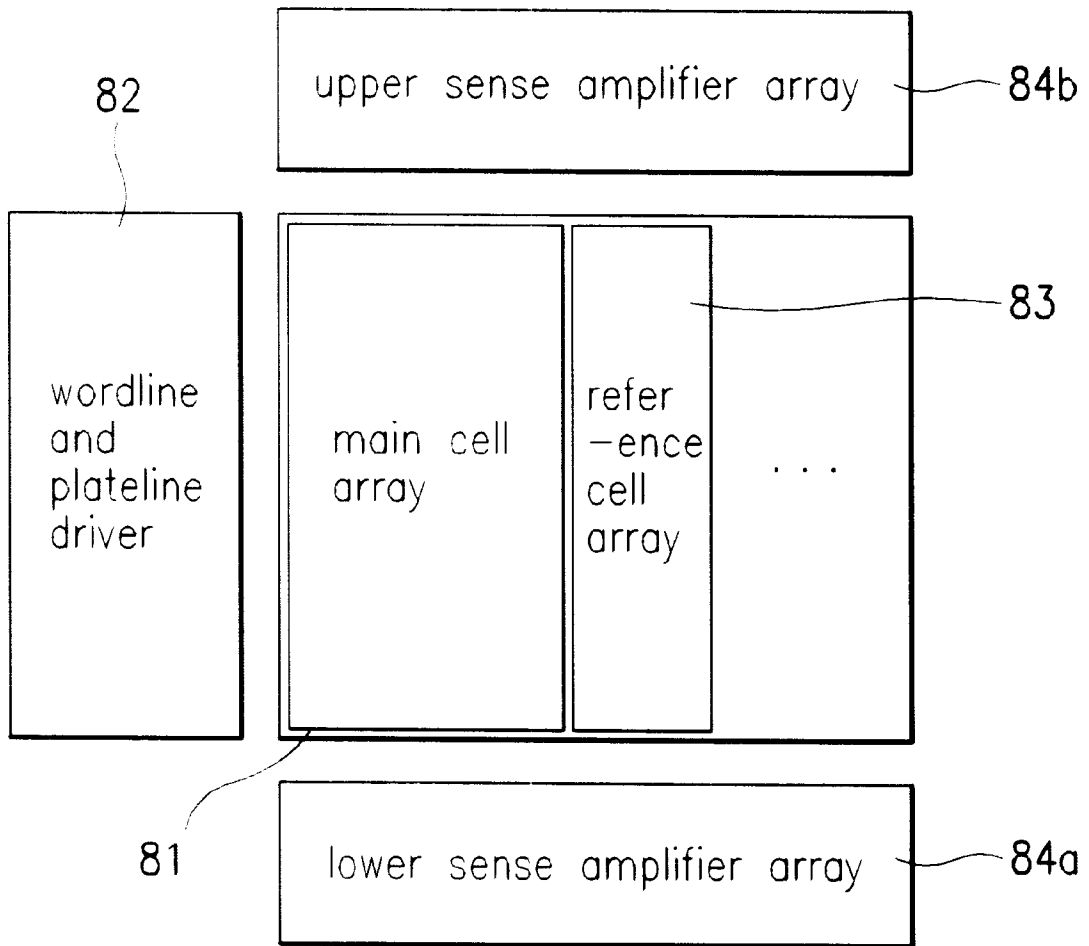 upper sense amplifier array
84b
82
83
wordline
and
plateline
driver
main cell
array
refer
-ence
cell
array
. . .
81
lower sense amplifier array
84a